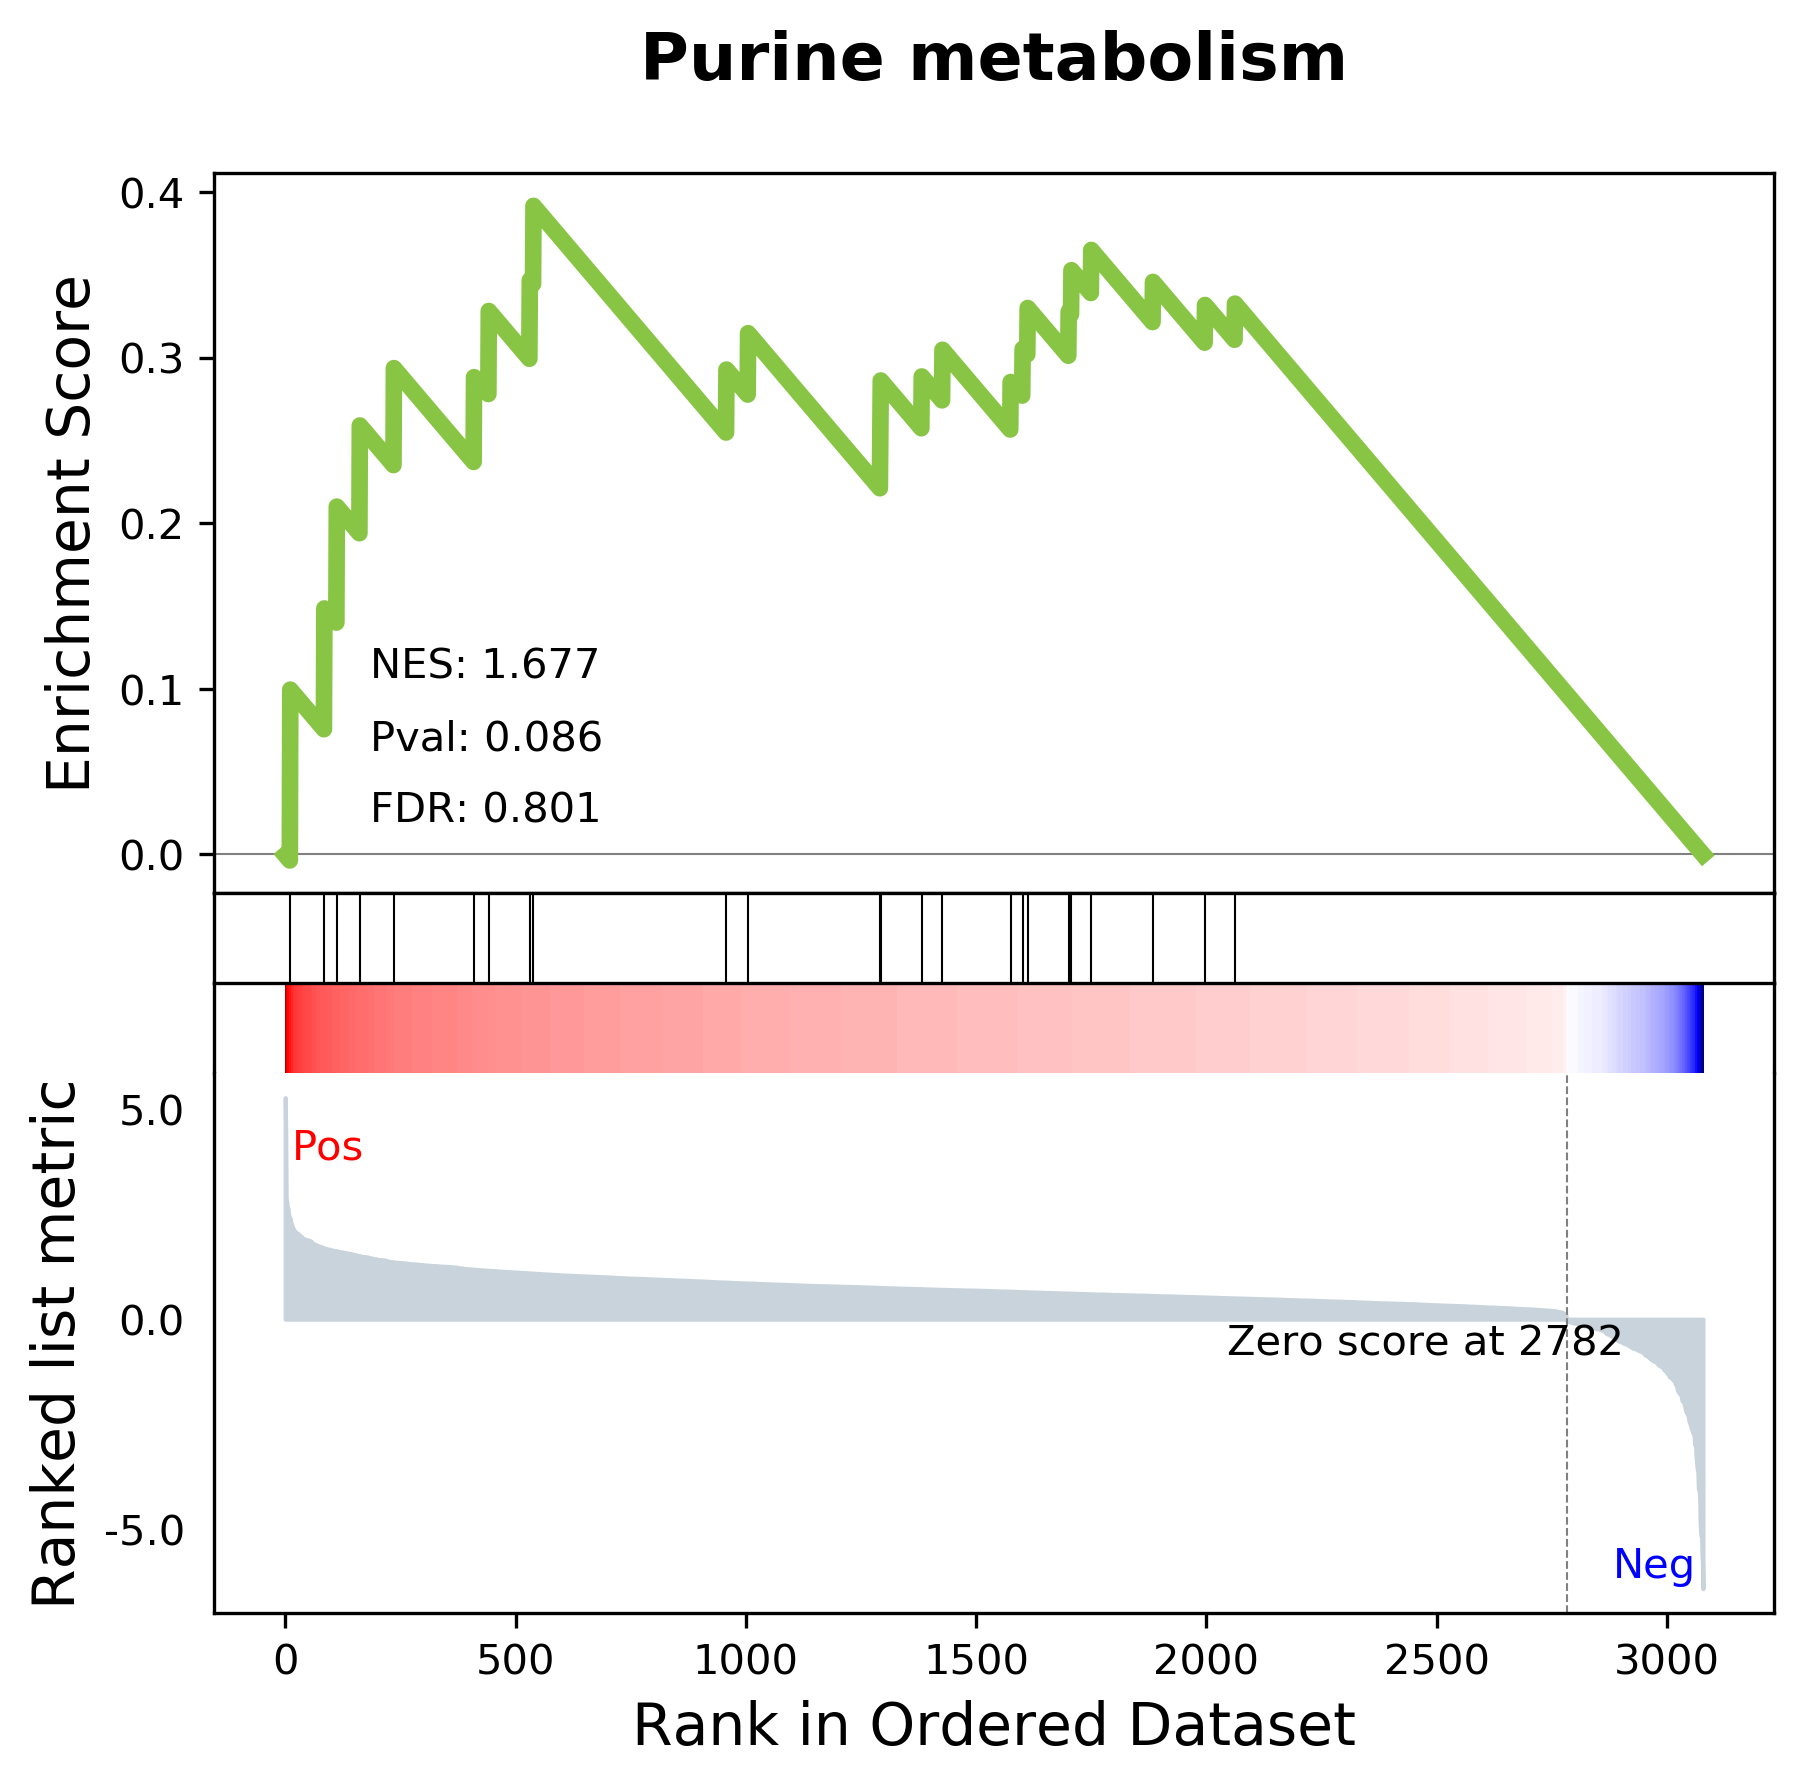 Purine metabolism
Enrichment Score
0.4
0.3
0.2
0.1
0.0
NES: 1.677
Pval: 0.086
FDR: 0.801
Ranked list metric
5.0
0.0
-5.0
Pos
Zero score at 2782
Neg
0 500 1000 1500 2000 2500 3000
Rank in Ordered Dataset